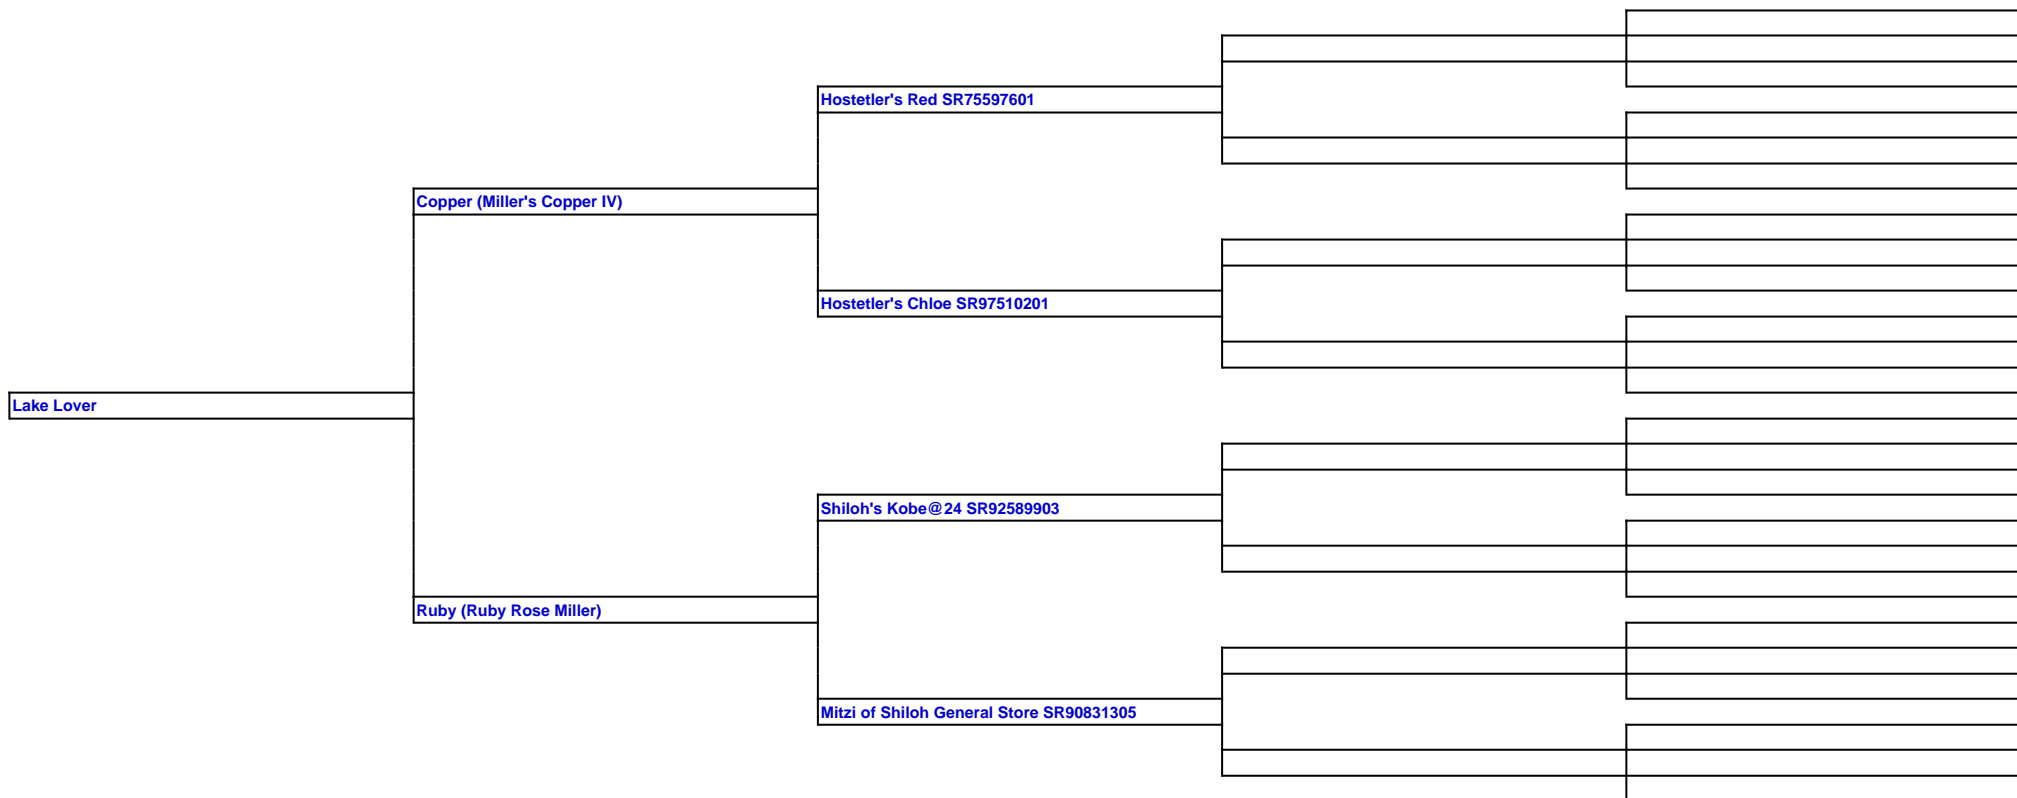 Hostetler's Red SR75597601
Copper (Miller's Copper IV)
Hostetler's Chloe SR97510201
Lake Lover
Shiloh's Kobe@24 SR92589903
Ruby (Ruby Rose Miller)
Mitzi of Shiloh General Store SR90831305